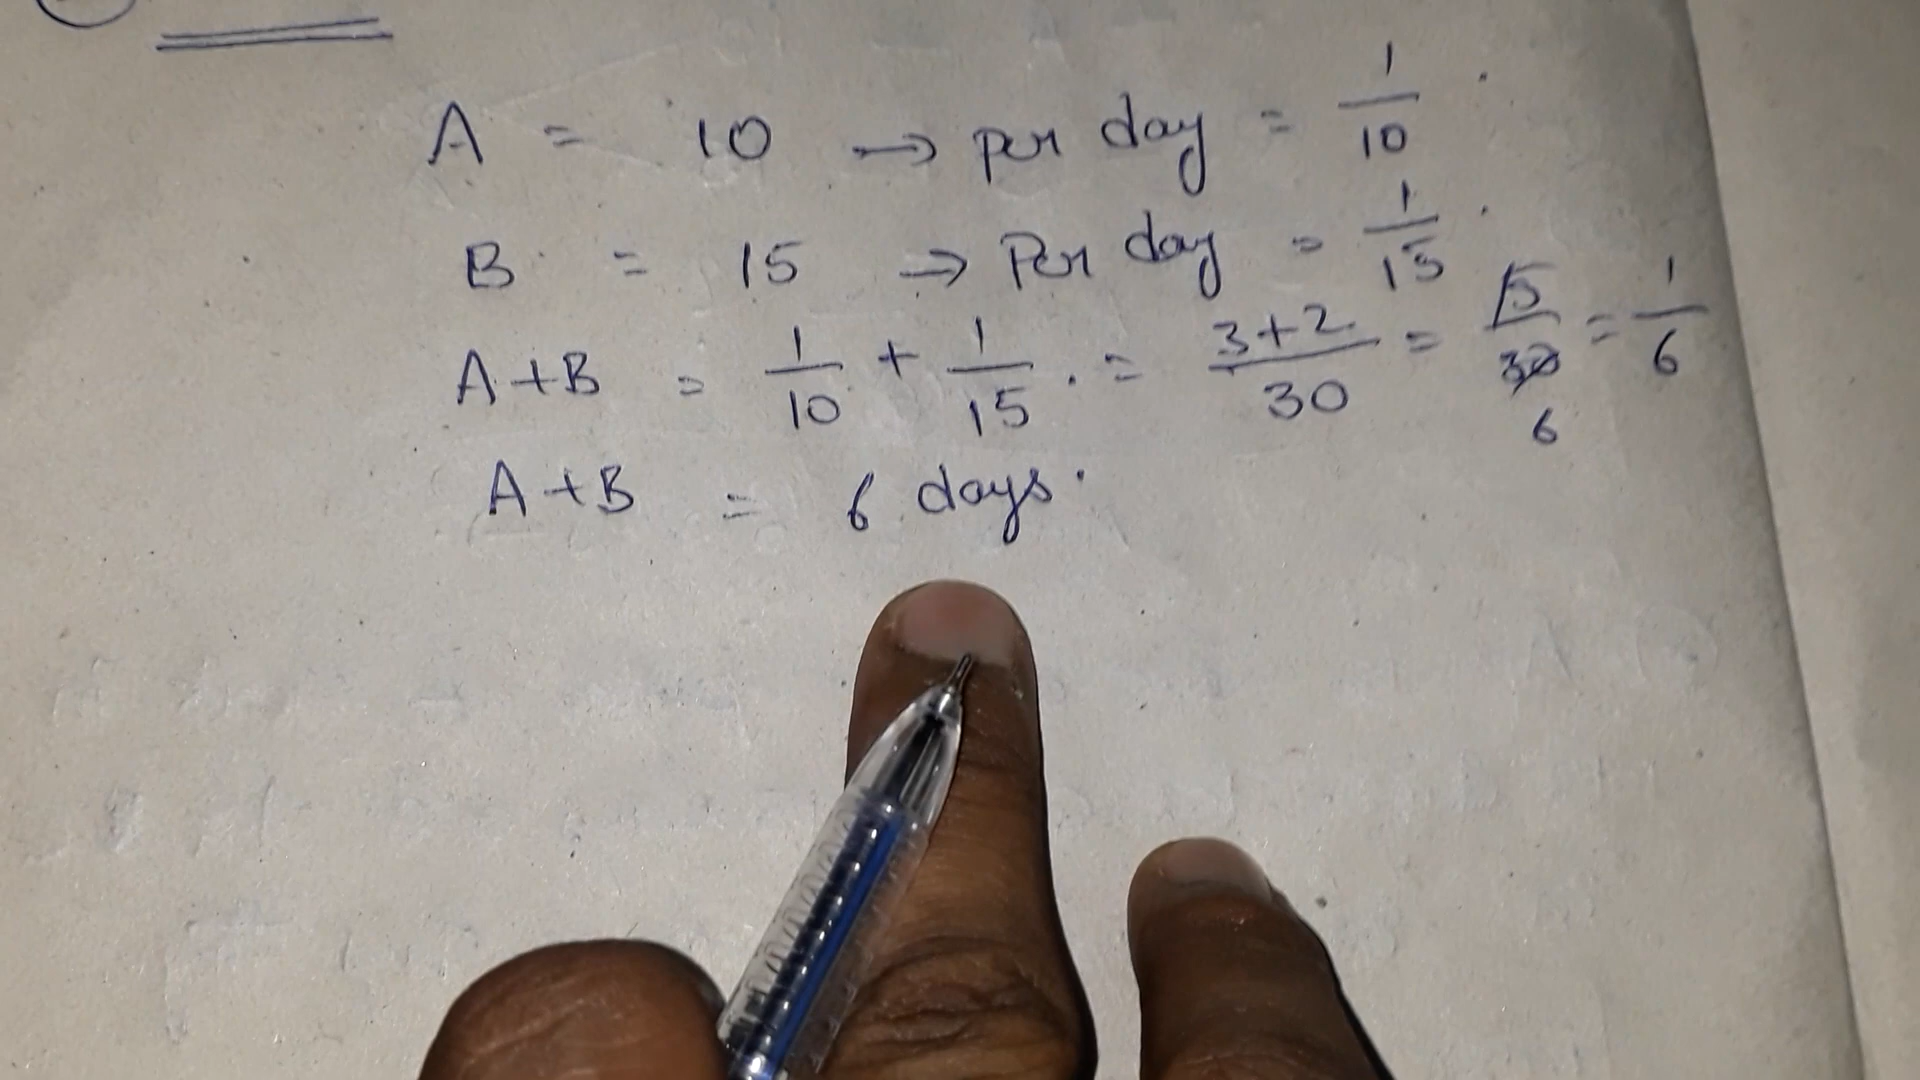 A = 10 → per day = 1/10.
B = 15 → Per day = 1/15.
A+B = 1/10 + 1/15. = 3+2/30 = 5/30 6 = 1/6
A+B = 6 days.